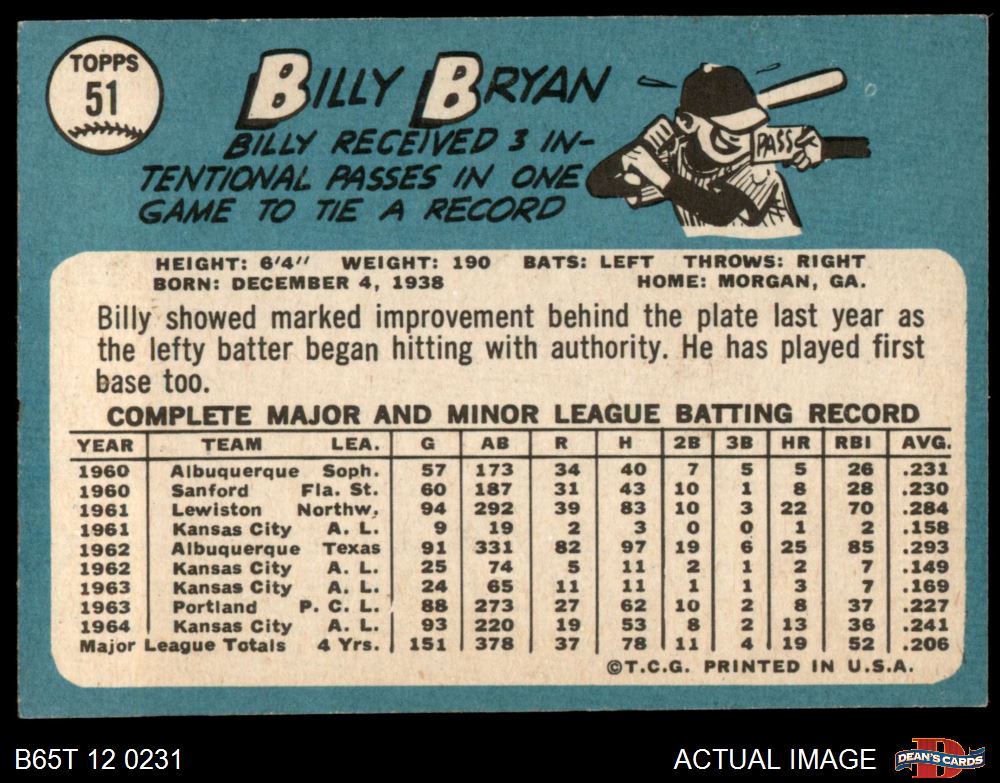 TOPPS
51
BILLY BRYAN
BILLY RECEIVED 3 IN-
TENTIONAL PASSES IN ONE
GAME TO TIE A RECORD
PASS
HEIGHT: 6'4" WEIGHT: 190 BATS: LEFT THROWS: RIGHT
BORN: DECEMBER 4, 1938 HOME: MORGAN, GA.
Billy showed marked improvement behind the plate last year as
the lefty batter began hitting with authority. He has played first
base too.
COMPLETE MAJOR AND MINOR LEAGUE BATTING RECORD
YEAR TEAM LEA. G AB R H 2B 3B HR RBI AVG.
1960 Albuquerque Soph. 57 173 34 40 7 5 5 26 .231
1960 Sanford Fla. St. 60 187 31 43 10 1 8 28 .230
1961 Lewiston Northw. 94 292 39 83 10 3 22 70 .284
1961 Kansas City A. L. 9 19 2 3 0 0 1 2 .158
1962 Albuquerque Texas 91 331 82 97 19 6 25 85 .293
1962 Kansas City A. L. 25 74 5 11 2 1 2 7 .149
1963 Kansas City A. L. 24 65 11 11 1 1 3 7 .169
1963 Portland P. C. L. 88 273 27 62 10 2 8 37 .227
1964 Kansas City A. L. 93 220 19 53 8 2 13 36 .241
Major League Totals 4 Yrs. 151 378 37 78 11 4 19 52 .206
©T.C.G. PRINTED IN U.S.A.
B65T 12 0231 ACTUAL IMAGE
D
DEAN'S CARDS